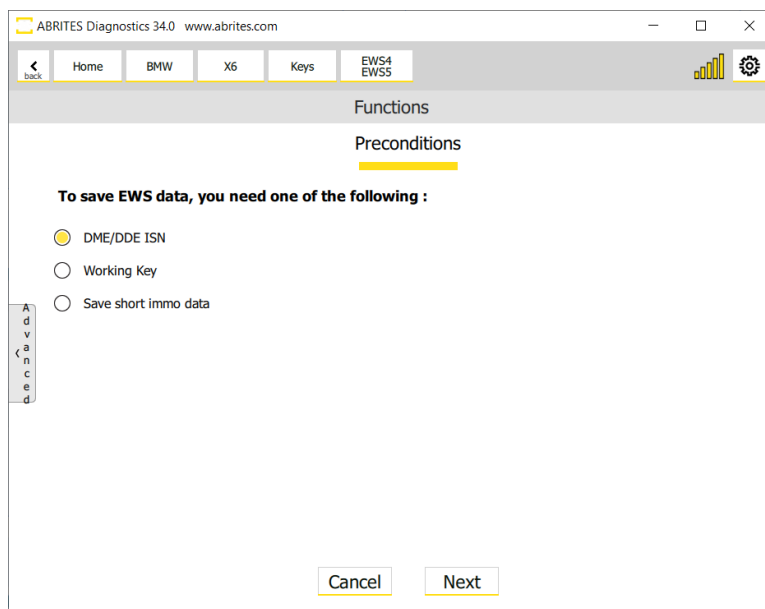 ABRITES Diagnostics 34.0 www.abrites.com
back
Home
BMW
X6
Keys
EWS4
EWS5
Functions
Preconditions
To save EWS data, you need one of the following :
DME/DDE ISN
Working Key
Save short immo data
Advanced
Cancel
Next